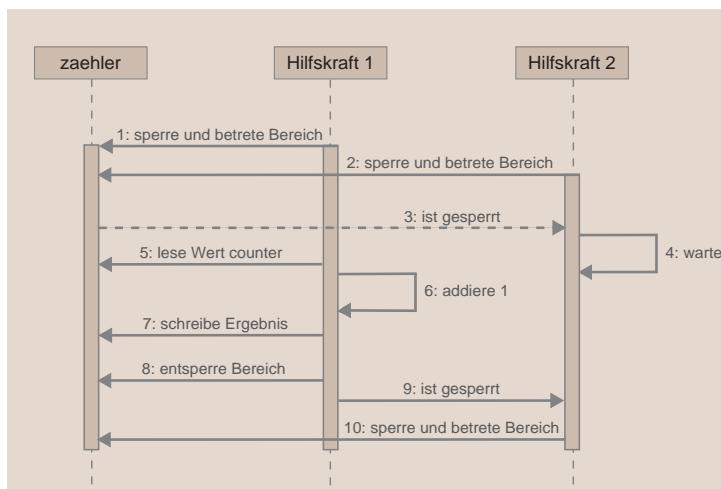 zaehler
Hilfskraft 1
Hilfskraft 2
1: sperre und betrete Bereich
2: sperre und betrete Bereich
3: ist gesperrt
4: warte
5: lese Wert counter
6: addiere 1
7: schreibe Ergebnis
8: entsperre Bereich
9: ist gesperrt
10: sperre und betrete Bereich